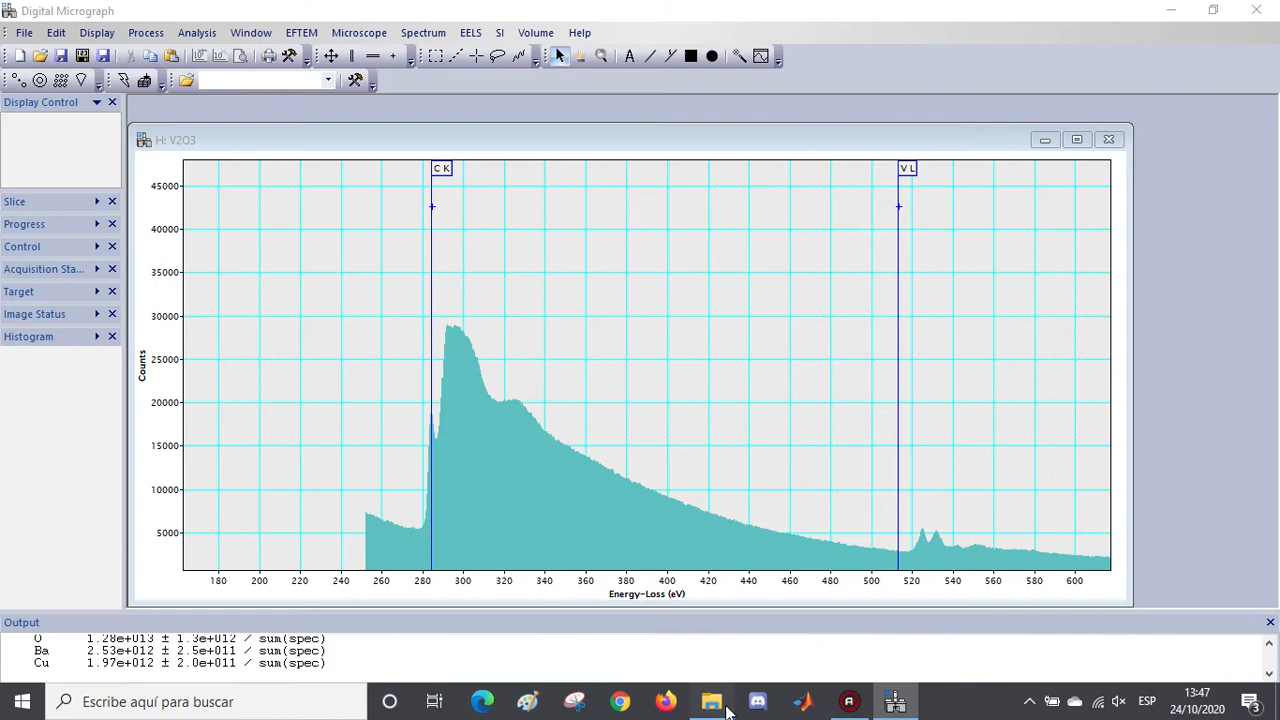 Digital Micrograph
File Edit Display Process Analysis Window EFTEM Microscope Spectrum EELS SI Volume Help
Display Control
Slice
Progress
Control
Acquisition Sta...
Target
Image Status
Histogram
H: V2O3
C K
V L
45000
40000
35000
30000
25000
20000
15000
10000
5000
Counts
180 200 220 240 260 280 300 320 340 360 380 400 420 440 460 480 500 520 540 560 580 600
Energy-Loss (eV)
Output
O 1.28e+013 ± 1.3e+012 / sum(spec)
Ba 2.53e+012 ± 2.5e+011 / sum(spec)
Cu 1.97e+012 ± 2.0e+011 / sum(spec)
Escribe aquí para buscar
ESP
13:47
24/10/2020
3